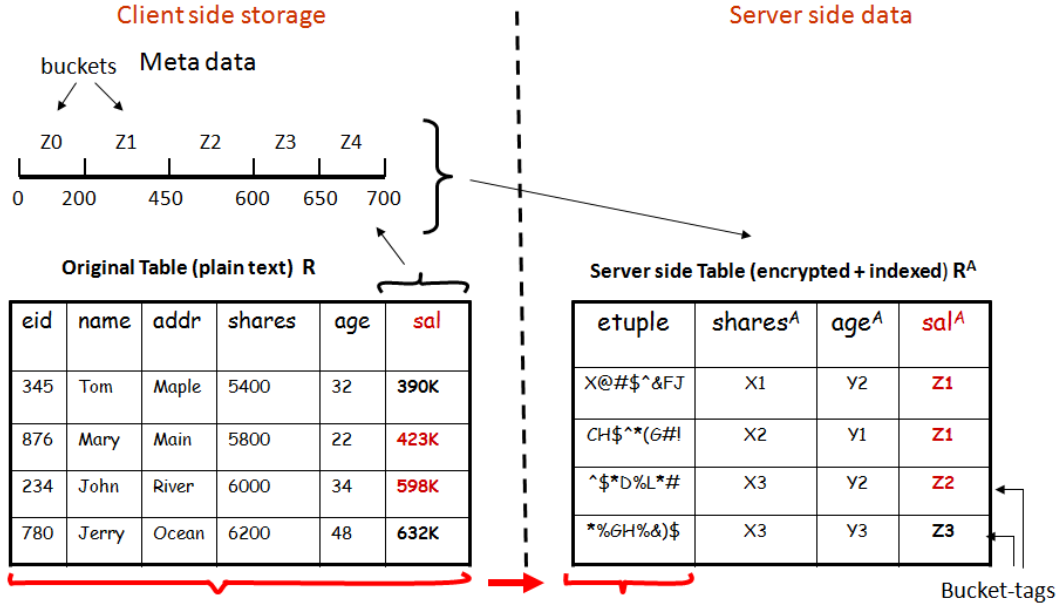 Client side storage
Server side data
buckets Meta data
Z0 Z1 Z2 Z3 Z4
0 200 450 600 650 700
Original Table (plain text) R
Server side Table (encrypted + indexed) Rᴬ
eid name addr shares age sal
345 Tom Maple 5400 32 390K
876 Mary Main 5800 22 423K
234 John River 6000 34 598K
780 Jerry Ocean 6200 48 632K
etuple sharesᴬ ageᴬ salᴬ
X@#$^&FJ X1 Y2 Z1
CH$^*(G#! X2 Y1 Z1
^$*D%L*# X3 Y2 Z2
*%GH%&)$ X3 Y3 Z3
Bucket-tags